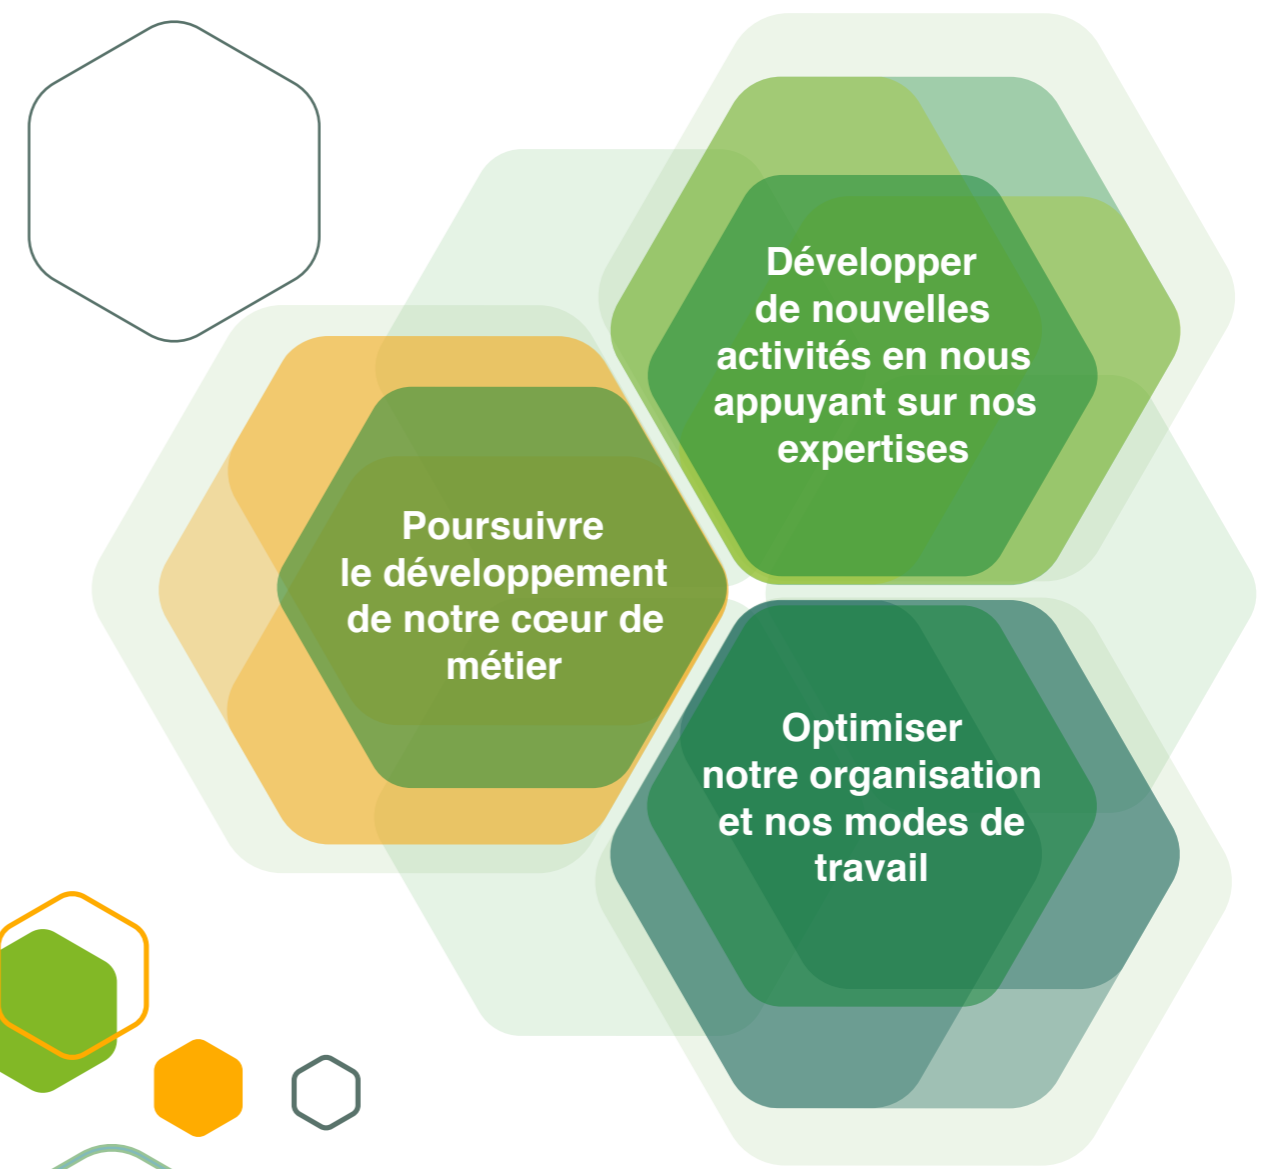 Développer
de nouvelles
activités en nous
appuyant sur nos
expertises
Poursuivre
le développement
de notre cœur de
métier
Optimiser
notre organisation
et nos modes de
travail